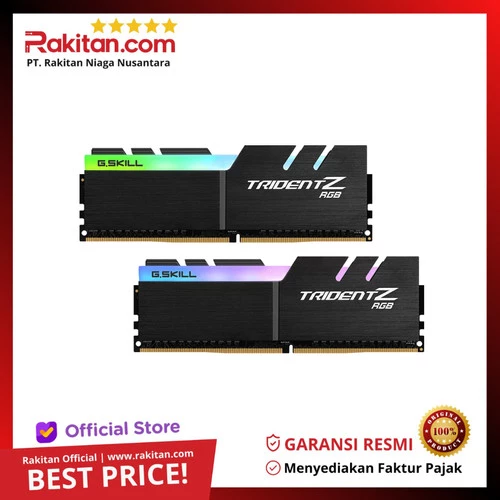 Rakitan.com
PT. Rakitan Niaga Nusantara
G.SKILL
TRIDENTZ
RGB
G.SKILL
TRIDENTZ
RGB
Official Store
ORIGINAL
100%
PRODUCT
GARANSI RESMI
Menyediakan Faktur Pajak
Rakitan Official | www.rakitan.com
BEST PRICE!